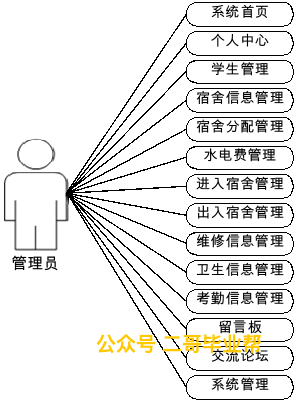 系统首页
个人中心
学生管理
宿舍信息管理
宿舍分配管理
水电费管理
进入宿舍管理
出入宿舍管理
维修信息管理
管理员
卫生信息管理
考勤信息管理
留言板
公众号 二哥毕业帮
交流论坛
系统管理